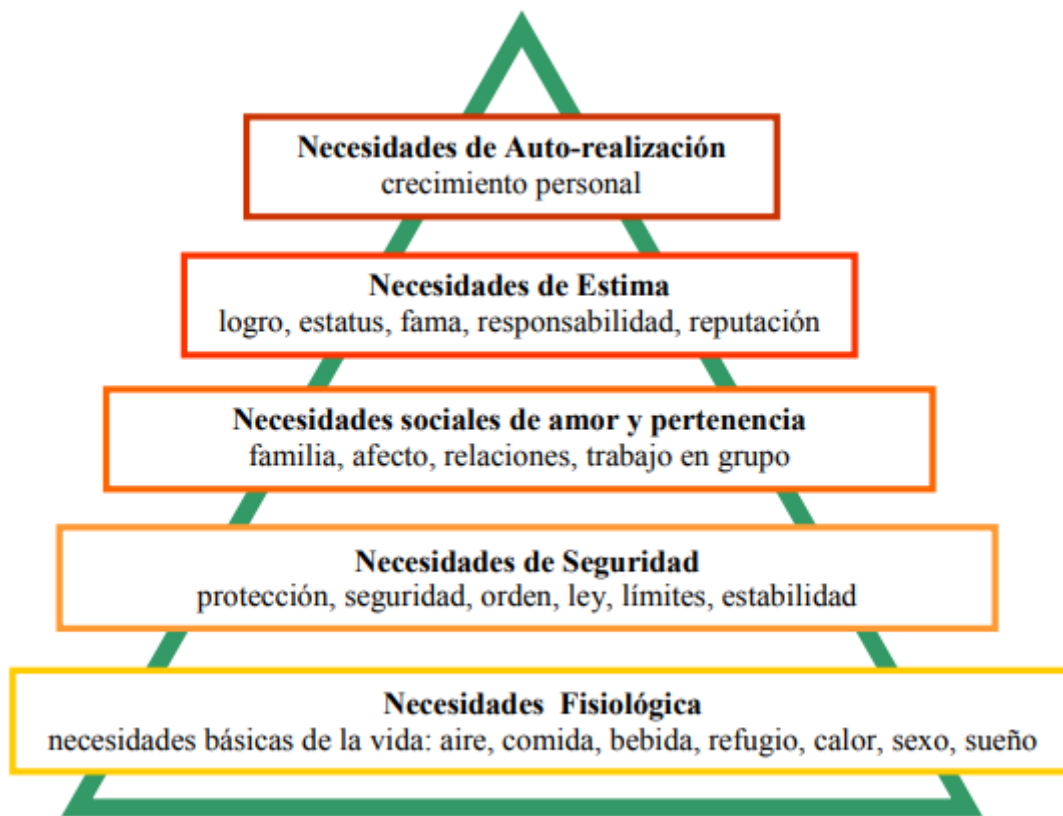 Necesidades de Auto-realización
crecimiento personal
Necesidades de Estima
logro, estatus, fama, responsabilidad, reputación
Necesidades sociales de amor y pertenencia
familia, afecto, relaciones, trabajo en grupo
Necesidades de Seguridad
protección, seguridad, orden, ley, límites, estabilidad
Necesidades Fisiológica
necesidades básicas de la vida: aire, comida, bebida, refugio, calor, sexo, sueño